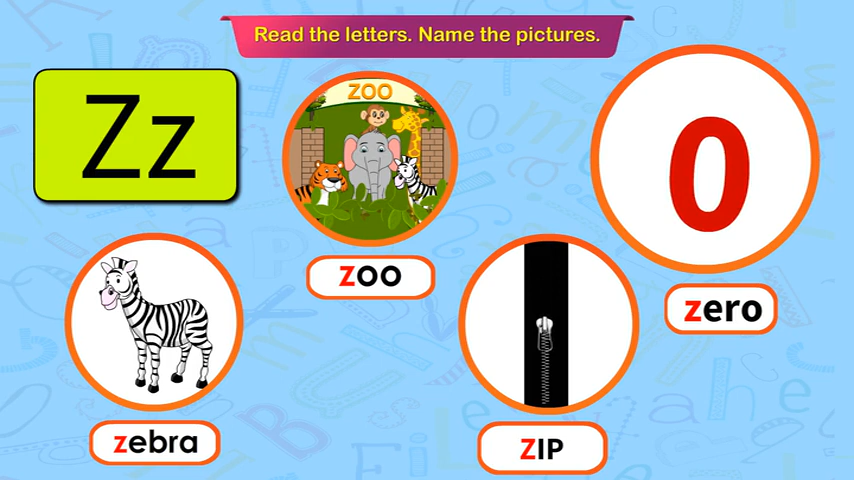 Read the letters. Name the pictures.
Zz
ZOO
zoo
0
zero
zebra
ZIP